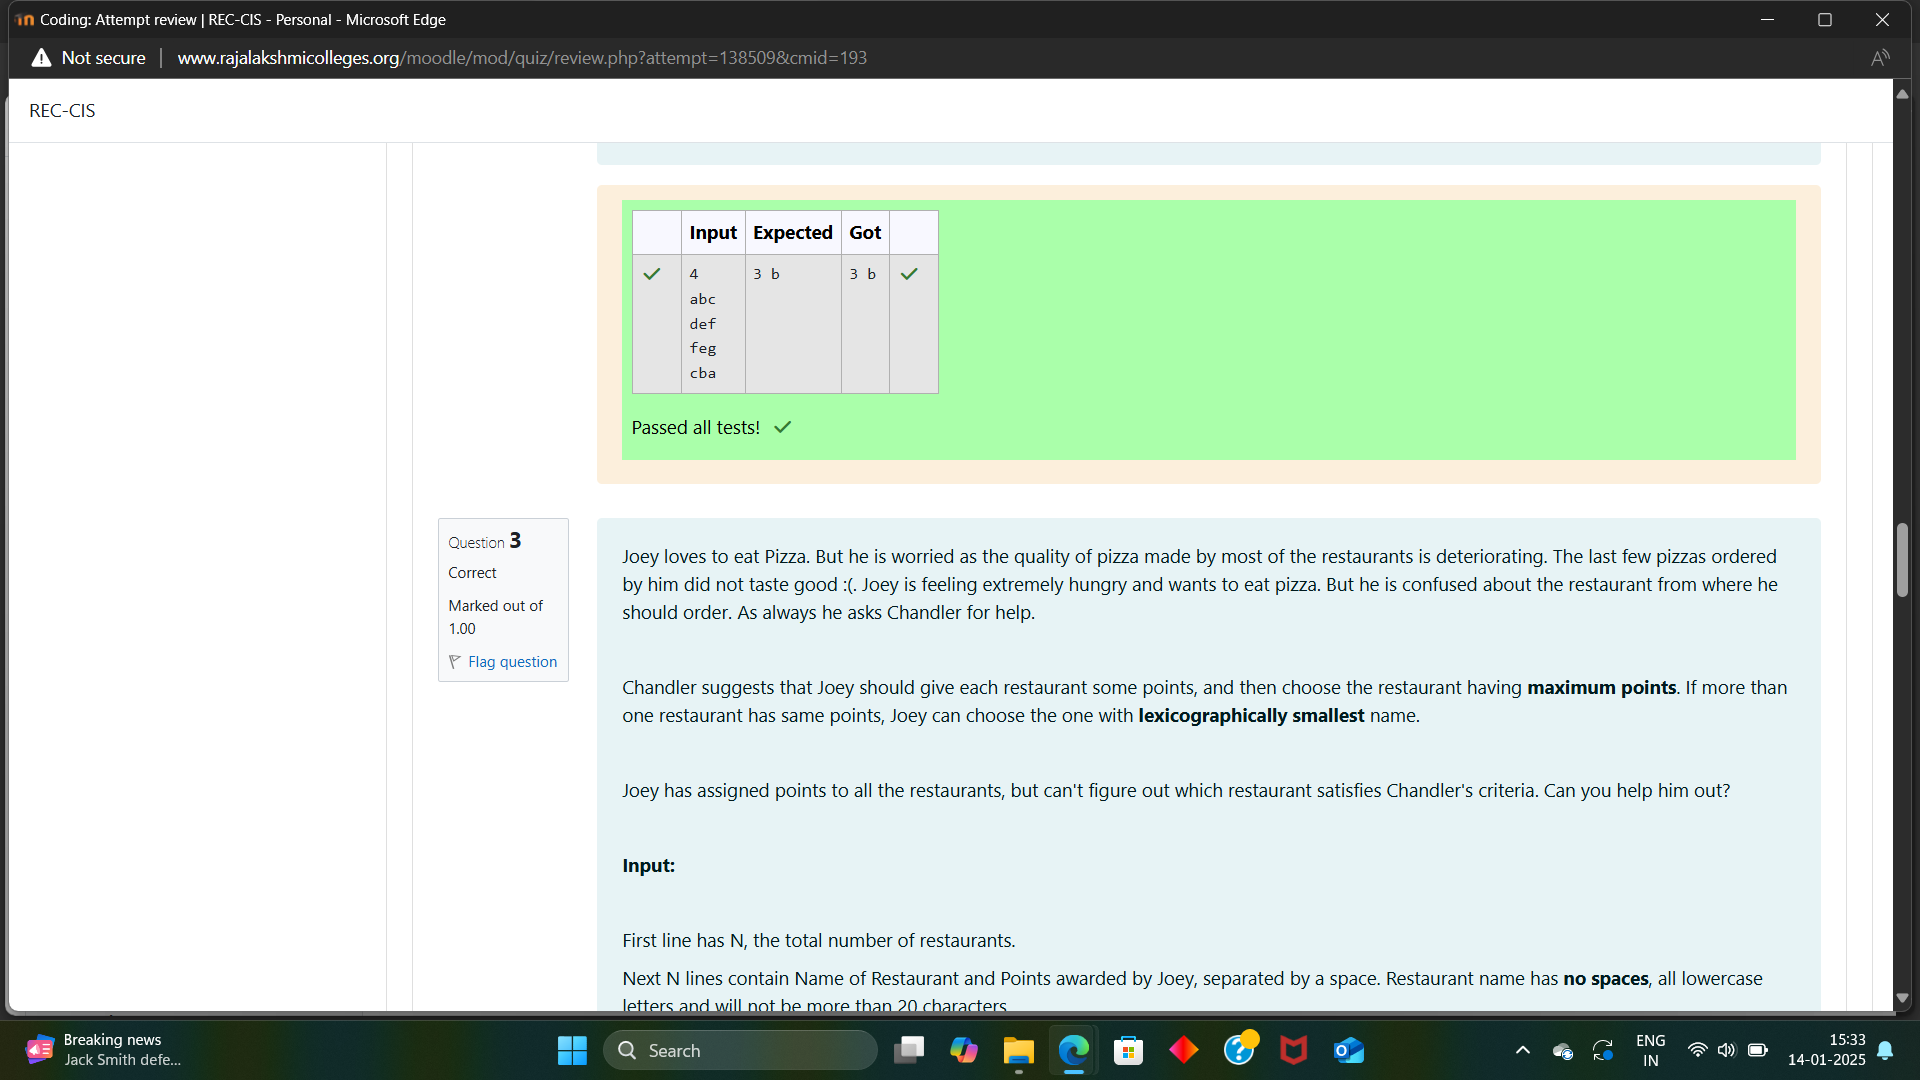 Coding: Attempt review | REC-CIS - Personal - Microsoft Edge
Not secure | www.rajalakshmicolleges.org/moodle/mod/quiz/review.php?attempt=138509&cmid=193
REC-CIS
Input Expected Got
4 3 b 3 b
abc
def
feg
cba
Passed all tests!
Question 3
Correct
Marked out of
1.00
Flag question
Joey loves to eat Pizza. But he is worried as the quality of pizza made by most of the restaurants is deteriorating. The last few pizzas ordered
by him did not taste good :(. Joey is feeling extremely hungry and wants to eat pizza. But he is confused about the restaurant from where he
should order. As always he asks Chandler for help.
Chandler suggests that Joey should give each restaurant some points, and then choose the restaurant having maximum points. If more than
one restaurant has same points, Joey can choose the one with lexicographically smallest name.
Joey has assigned points to all the restaurants, but can't figure out which restaurant satisfies Chandler's criteria. Can you help him out?
Input:
First line has N, the total number of restaurants.
Next N lines contain Name of Restaurant and Points awarded by Joey, separated by a space. Restaurant name has no spaces, all lowercase
letters and will not be more than 20 characters
Breaking news
Jack Smith defe...
Search
ENG
IN
15:33
14-01-2025